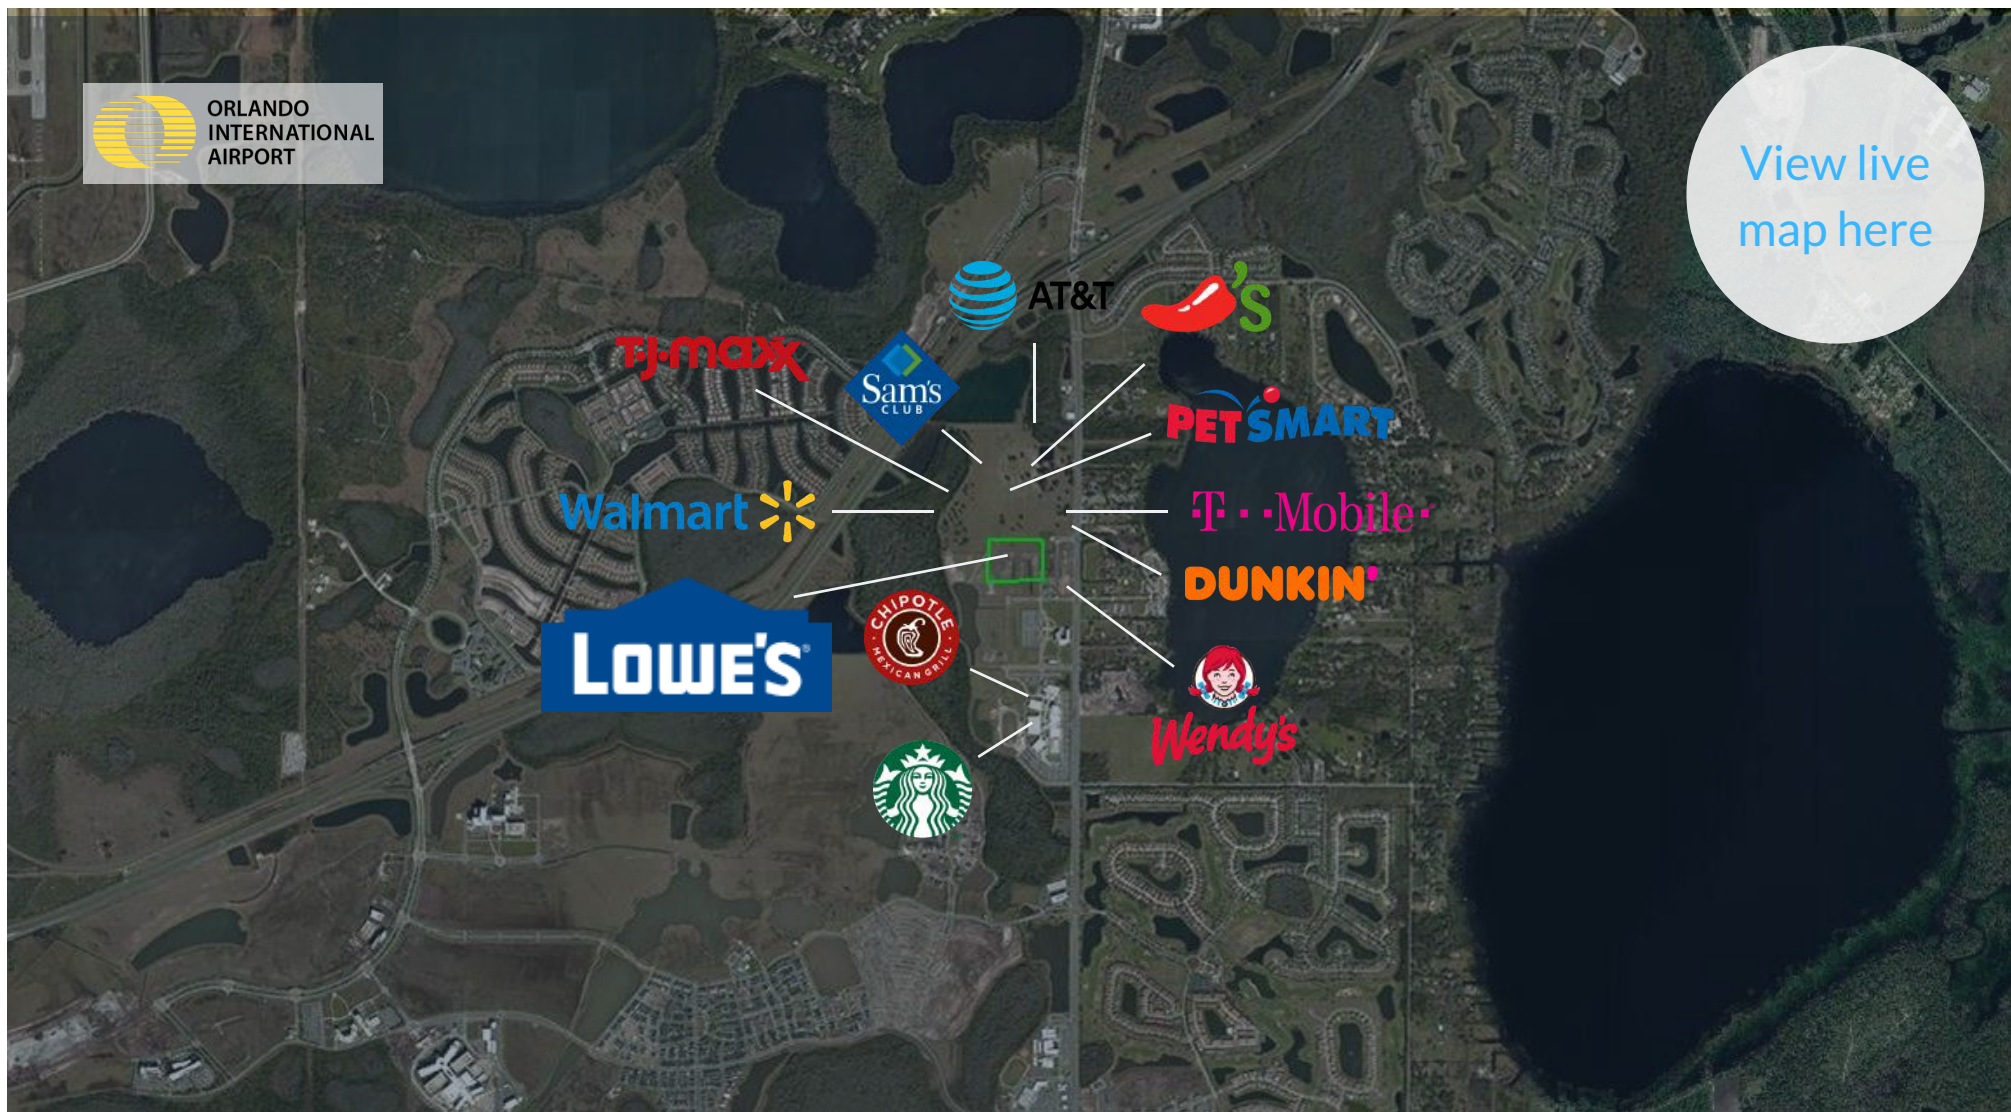 ORLANDO
INTERNATIONAL
AIRPORT
View live
map here
AT&T
'S
T·J·maxx
Sam's
CLUB
PETSMART
Walmart
T··Mobile·
DUNKIN'
LOWE'S
CHIPOTLE
MEXICAN GRILL
Wendy's